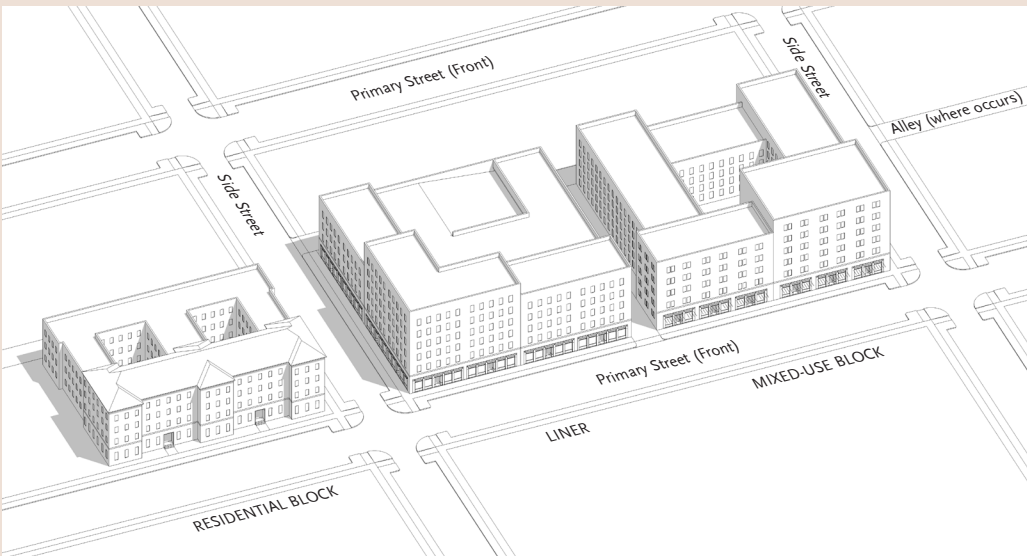 Primary Street (Front)
Side Street
Alley (where occurs)
Side Street
Primary Street (Front)
MIXED-USE BLOCK
LINER
RESIDENTIAL BLOCK